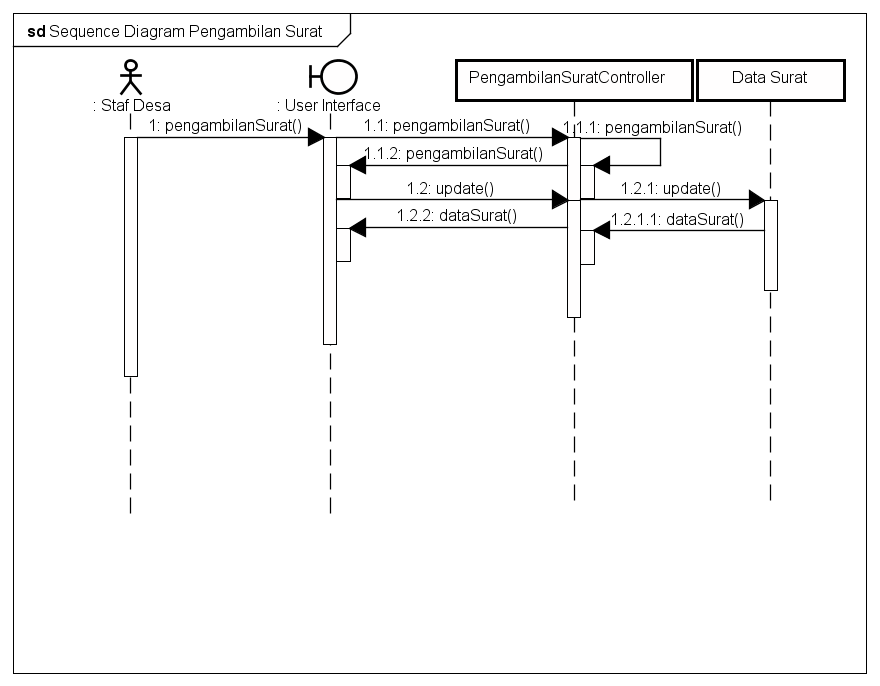 sd Sequence Diagram Pengambilan Surat
PengambilanSuratController
Data Surat
: Staf Desa
: User Interface
1: pengambilanSurat()
1.1: pengambilanSurat()
1.1.1: pengambilanSurat()
1.1.2: pengambilanSurat()
1.2: update()
1.2.1: update()
1.2.2: dataSurat()
1.2.1.1: dataSurat()